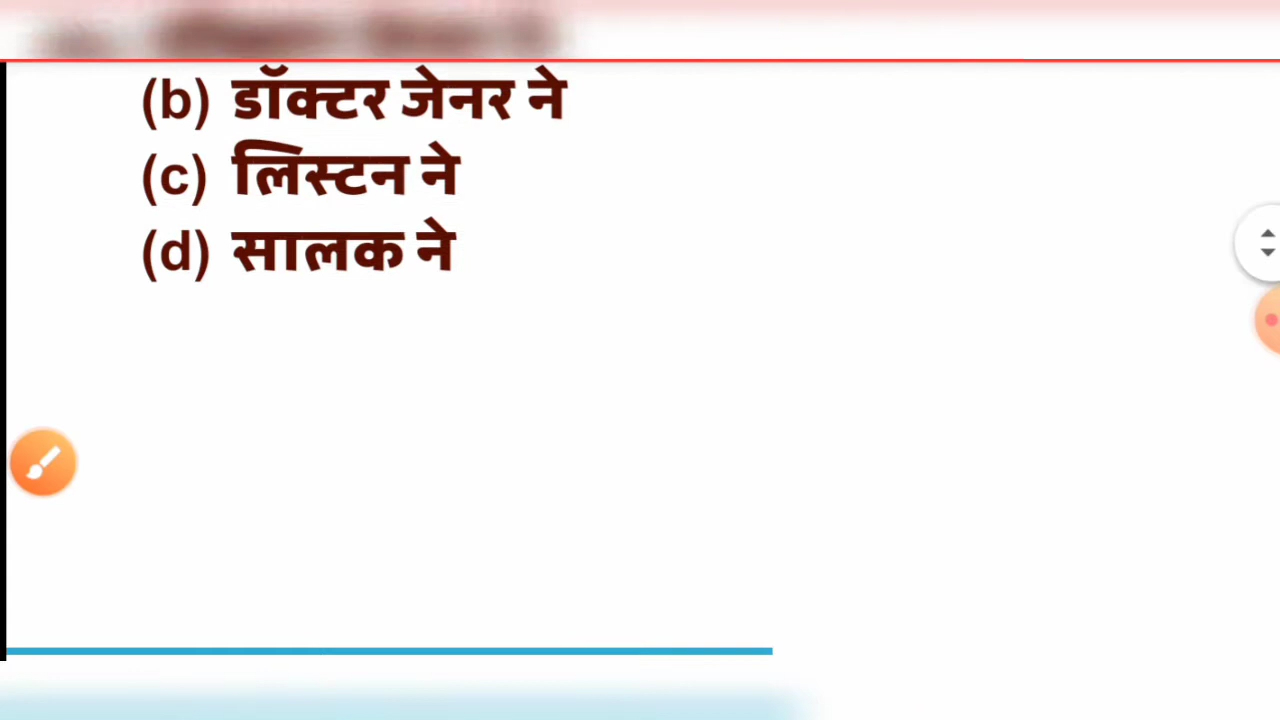 (b) डॉक्टर जेनर ने
(c) लिस्टन ने
(d) सालक ने